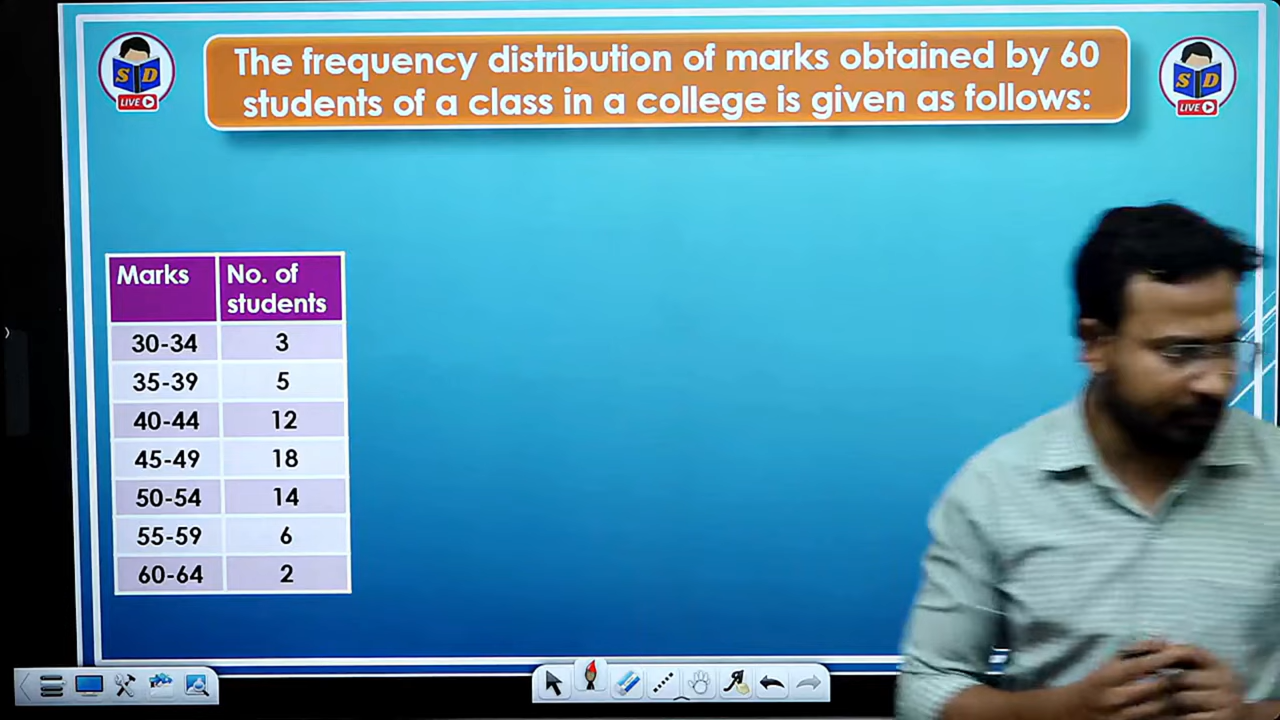 The frequency distribution of marks obtained by 60
students of a class in a college is given as follows:
S D
LIVE
S D
LIVE
Marks No. of
students
30-34 3
35-39 5
40-44 12
45-49 18
50-54 14
55-59 6
60-64 2